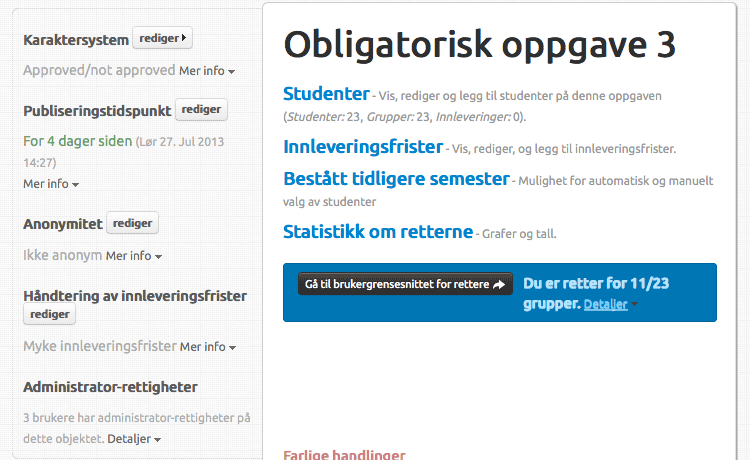 Karaktersystem rediger
Approved/not approved Mer info
Publiseringstidspunkt rediger
For 4 dager siden (Lør 27. Jul 2013
14:27)
Mer info
Anonymitet rediger
Ikke anonym Mer info
Håndtering av innleveringsfrister
rediger
Myke innleveringsfrister Mer info
Administrator-rettigheter
3 brukere har administrator-rettigheter på
dette objektet. Detaljer
Obligatorisk oppgave 3
Studenter - Vis, rediger og legg til studenter på denne oppgaven
(Studenter: 23, Grupper: 23, Innleveringer: 0).
Innleveringsfrister - Vis, rediger, og legg til innleveringsfrister.
Bestått tidligere semester - Mulighet for automatisk og manuelt
valg av studenter
Statistikk om retterne - Grafer og tall.
Gå til brukergrensesnittet for rettere
Du er retter for 11/23
grupper. Detaljer
Farlige handlinger